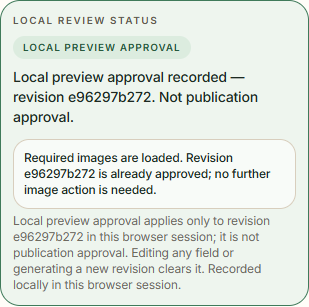 LOCAL REVIEW STATUS
LOCAL PREVIEW APPROVAL
Local preview approval recorded —
revision e96297b272. Not publication
approval.
Required images are loaded. Revision
e96297b272 is already approved; no further
image action is needed.
Local preview approval applies only to revision
e96297b272 in this browser session; it is not
publication approval. Editing any field or
generating a new revision clears it. Recorded
locally in this browser session.